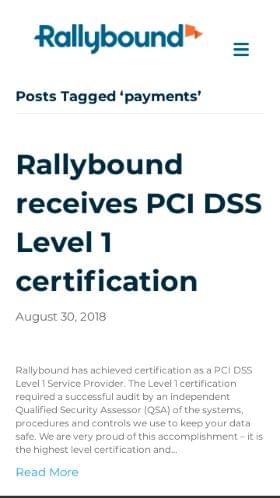 Rallybound
Posts Tagged ‘payments’
Rallybound
receives PCI DSS
Level 1
certification
August 30, 2018
Rallybound has achieved certification as a PCI DSS
Level 1 Service Provider. The Level 1 certification
required a successful audit by an independent
Qualified Security Assessor (QSA) of the systems,
procedures and controls we use to keep your data
safe. We are very proud of this accomplishment – it is
the highest level certification and...
Read More